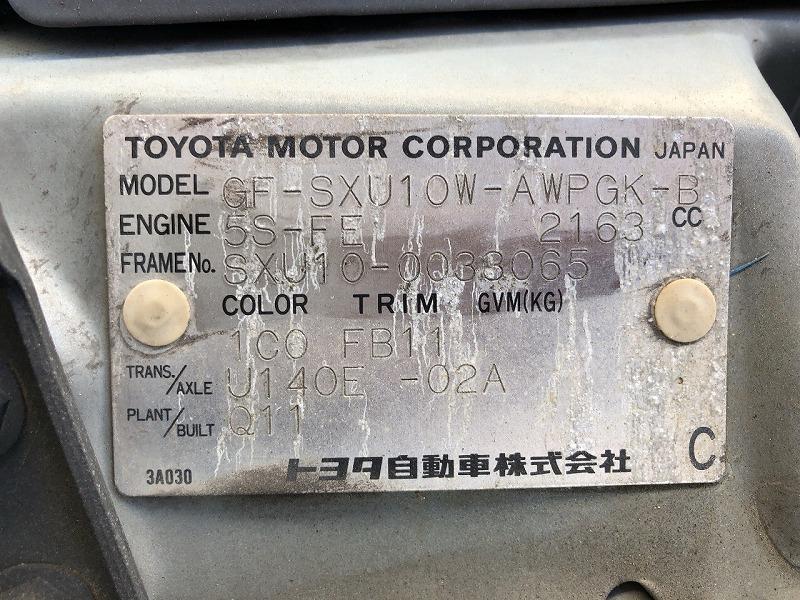 TOYOTA MOTOR CORPORATION JAPAN
MODEL GF-SXU10W-AWPGK-B
ENGINE 5S-FE 2163 CC
FRAME No. SXU10-0038065
COLOR TRIM GVM(KG)
1C0 FB11
TRANS./AXLE U140E -02A
PLANT/BUILT Q11
3A030 トヨタ自動車株式会社 C